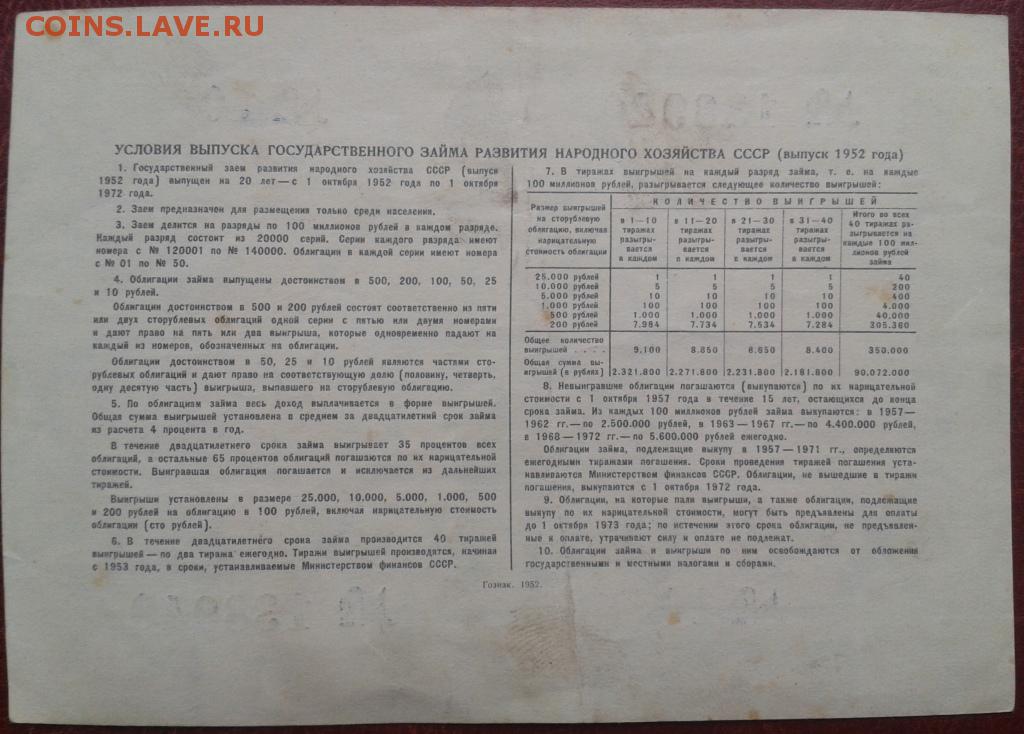 COINS.LAVE.RU
УСЛОВИЯ ВЫПУСКА ГОСУДАРСТВЕННОГО ЗАЙМА РАЗВИТИЯ НАРОДНОГО ХОЗЯЙСТВА СССР (выпуск 1952 года)
1. Государственный заем развития народного хозяйства СССР (выпуск
1952 года) выпущен на 20 лет — с 1 октября 1952 года по 1 октября
1972 года.
2. Заем предназначен для размещения только среди населения.
3. Заем делится на разряды по 100 миллионов рублей в каждом разряде.
Каждый разряд состоит из 20000 серий. Серии каждого разряда имеют
номера с № 120001 по № 140000. Облигации в каждой серии имеют номера
с № 01 по № 50.
4. Облигации займа выпущены достоинством в 500, 200, 100, 50, 25
и 10 рублей.
Облигации достоинством в 500 и 200 рублей состоят соответственно из пяти
или двух сторублевых облигаций одной серии с пятью или двумя номерами
и дают право на пять или два выигрыша, которые одновременно падают на
каждый из номеров, обозначенных на облигации.
Облигации достоинством в 50, 25 и 10 рублей являются частями сто-
рублевых облигаций и дают право на соответствующую долю (половину, четверть,
одну десятую часть) выигрыша, выпавшего на сторублевую облигацию.
5. По облигациям займа весь доход выплачивается в форме выигрышей.
Общая сумма выигрышей установлена в среднем за двадцатилетний срок займа
из расчета 4 процента в год.
В течение двадцатилетнего срока займа выигрывает 35 процентов всех
облигаций, а остальные 65 процентов облигаций погашаются по их нарицательной
стоимости. Выигравшая облигация погашается и исключается из дальнейших
тиражей.
Выигрыши установлены в размере 25.000, 10.000, 5.000, 1.000, 500
и 200 рублей на облигацию в 100 рублей, включая нарицательную стоимость
облигации (сто рублей).
6. В течение двадцатилетнего срока займа производится 40 тиражей
выигрышей — по два тиража ежегодно. Тиражи выигрышей производятся, начиная
с 1953 года, в сроки, устанавливаемые Министерством финансов СССР.
7. В тиражах выигрышей на каждый разряд займа, т. е. на каждые
100 миллионов рублей, разыгрывается следующее количество выигрышей:
Размер выигрышей
на сторублевую
облигацию, включая
нарицательную
стоимость облигации
КОЛИЧЕСТВО ВЫИГРЫШЕЙ
в 1—10
тиражах
разыгры-
вается
в каждом
в 11—20
тиражах
разыгры-
вается
в каждом
в 21—30
тиражах
разыгры-
вается
в каждом
в 31—40
тиражах
разыгры-
вается
в каждом
Итого во всех
40 тиражах ра-
зыгрывается на
каждые 100 мил-
лионов рублей
займа
25.000 рублей 1 1 1 1 40
10.000 рублей 5 5 5 5 200
5.000 рублей 10 10 10 10 400
1.000 рублей 100 100 100 100 4.000
500 рублей 1.000 1.000 1.000 1.000 40.000
200 рублей 7.984 7.734 7.534 7.284 305.360
Общее количество
выигрышей . . . . 9.100 8.850 8.650 8.400 350.000
Общая сумма вы-
игрышей (в рублях) 2.321.800 2.271.800 2.231.800 2.181.800 90.072.000
8. Невыигравшие облигации погашаются (выкупаются) по их нарицательной
стоимости с 1 октября 1957 года в течение 15 лет, остающихся до конца
срока займа. Из каждых 100 миллионов рублей займа выкупаются: в 1957—
1962 гг.— по 2.500.000 рублей, в 1963—1967 гг.— по 4.400.000 рублей,
в 1968—1972 гг.— по 5.600.000 рублей ежегодно.
Облигации займа, подлежащие выкупу в 1957—1971 гг., определяются
ежегодными тиражами погашения. Сроки проведения тиражей погашения уста-
навливаются Министерством финансов СССР. Облигации, не вышедшие в тиражи
погашения, выкупаются с 1 октября 1972 года.
9. Облигации, на которые пали выигрыши, а также облигации, подлежащие
выкупу по их нарицательной стоимости, могут быть предъявлены для оплаты
до 1 октября 1973 года; по истечении этого срока облигации, не предъявлен-
ные к оплате, утрачивают силу и оплате не подлежат.
10. Облигации займа и выигрыши по ним освобождаются от обложения
государственными и местными налогами и сборами.
Гознак. 1952.